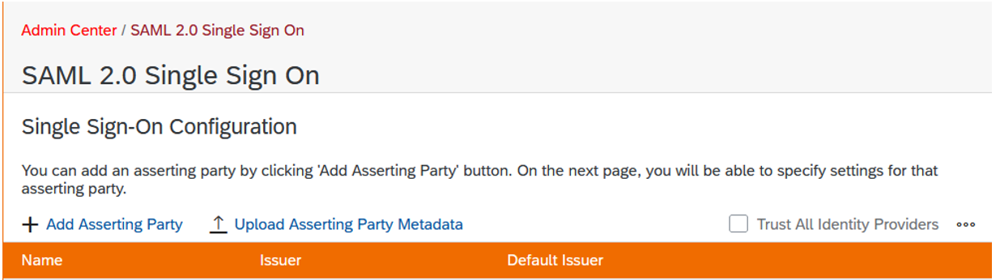 Admin Center / SAML 2.0 Single Sign On
SAML 2.0 Single Sign On
Single Sign-On Configuration
You can add an asserting party by clicking 'Add Asserting Party' button. On the next page, you will be able to specify settings for that
asserting party.
Add Asserting Party Upload Asserting Party Metadata Trust All Identity Providers
Name Issuer Default Issuer